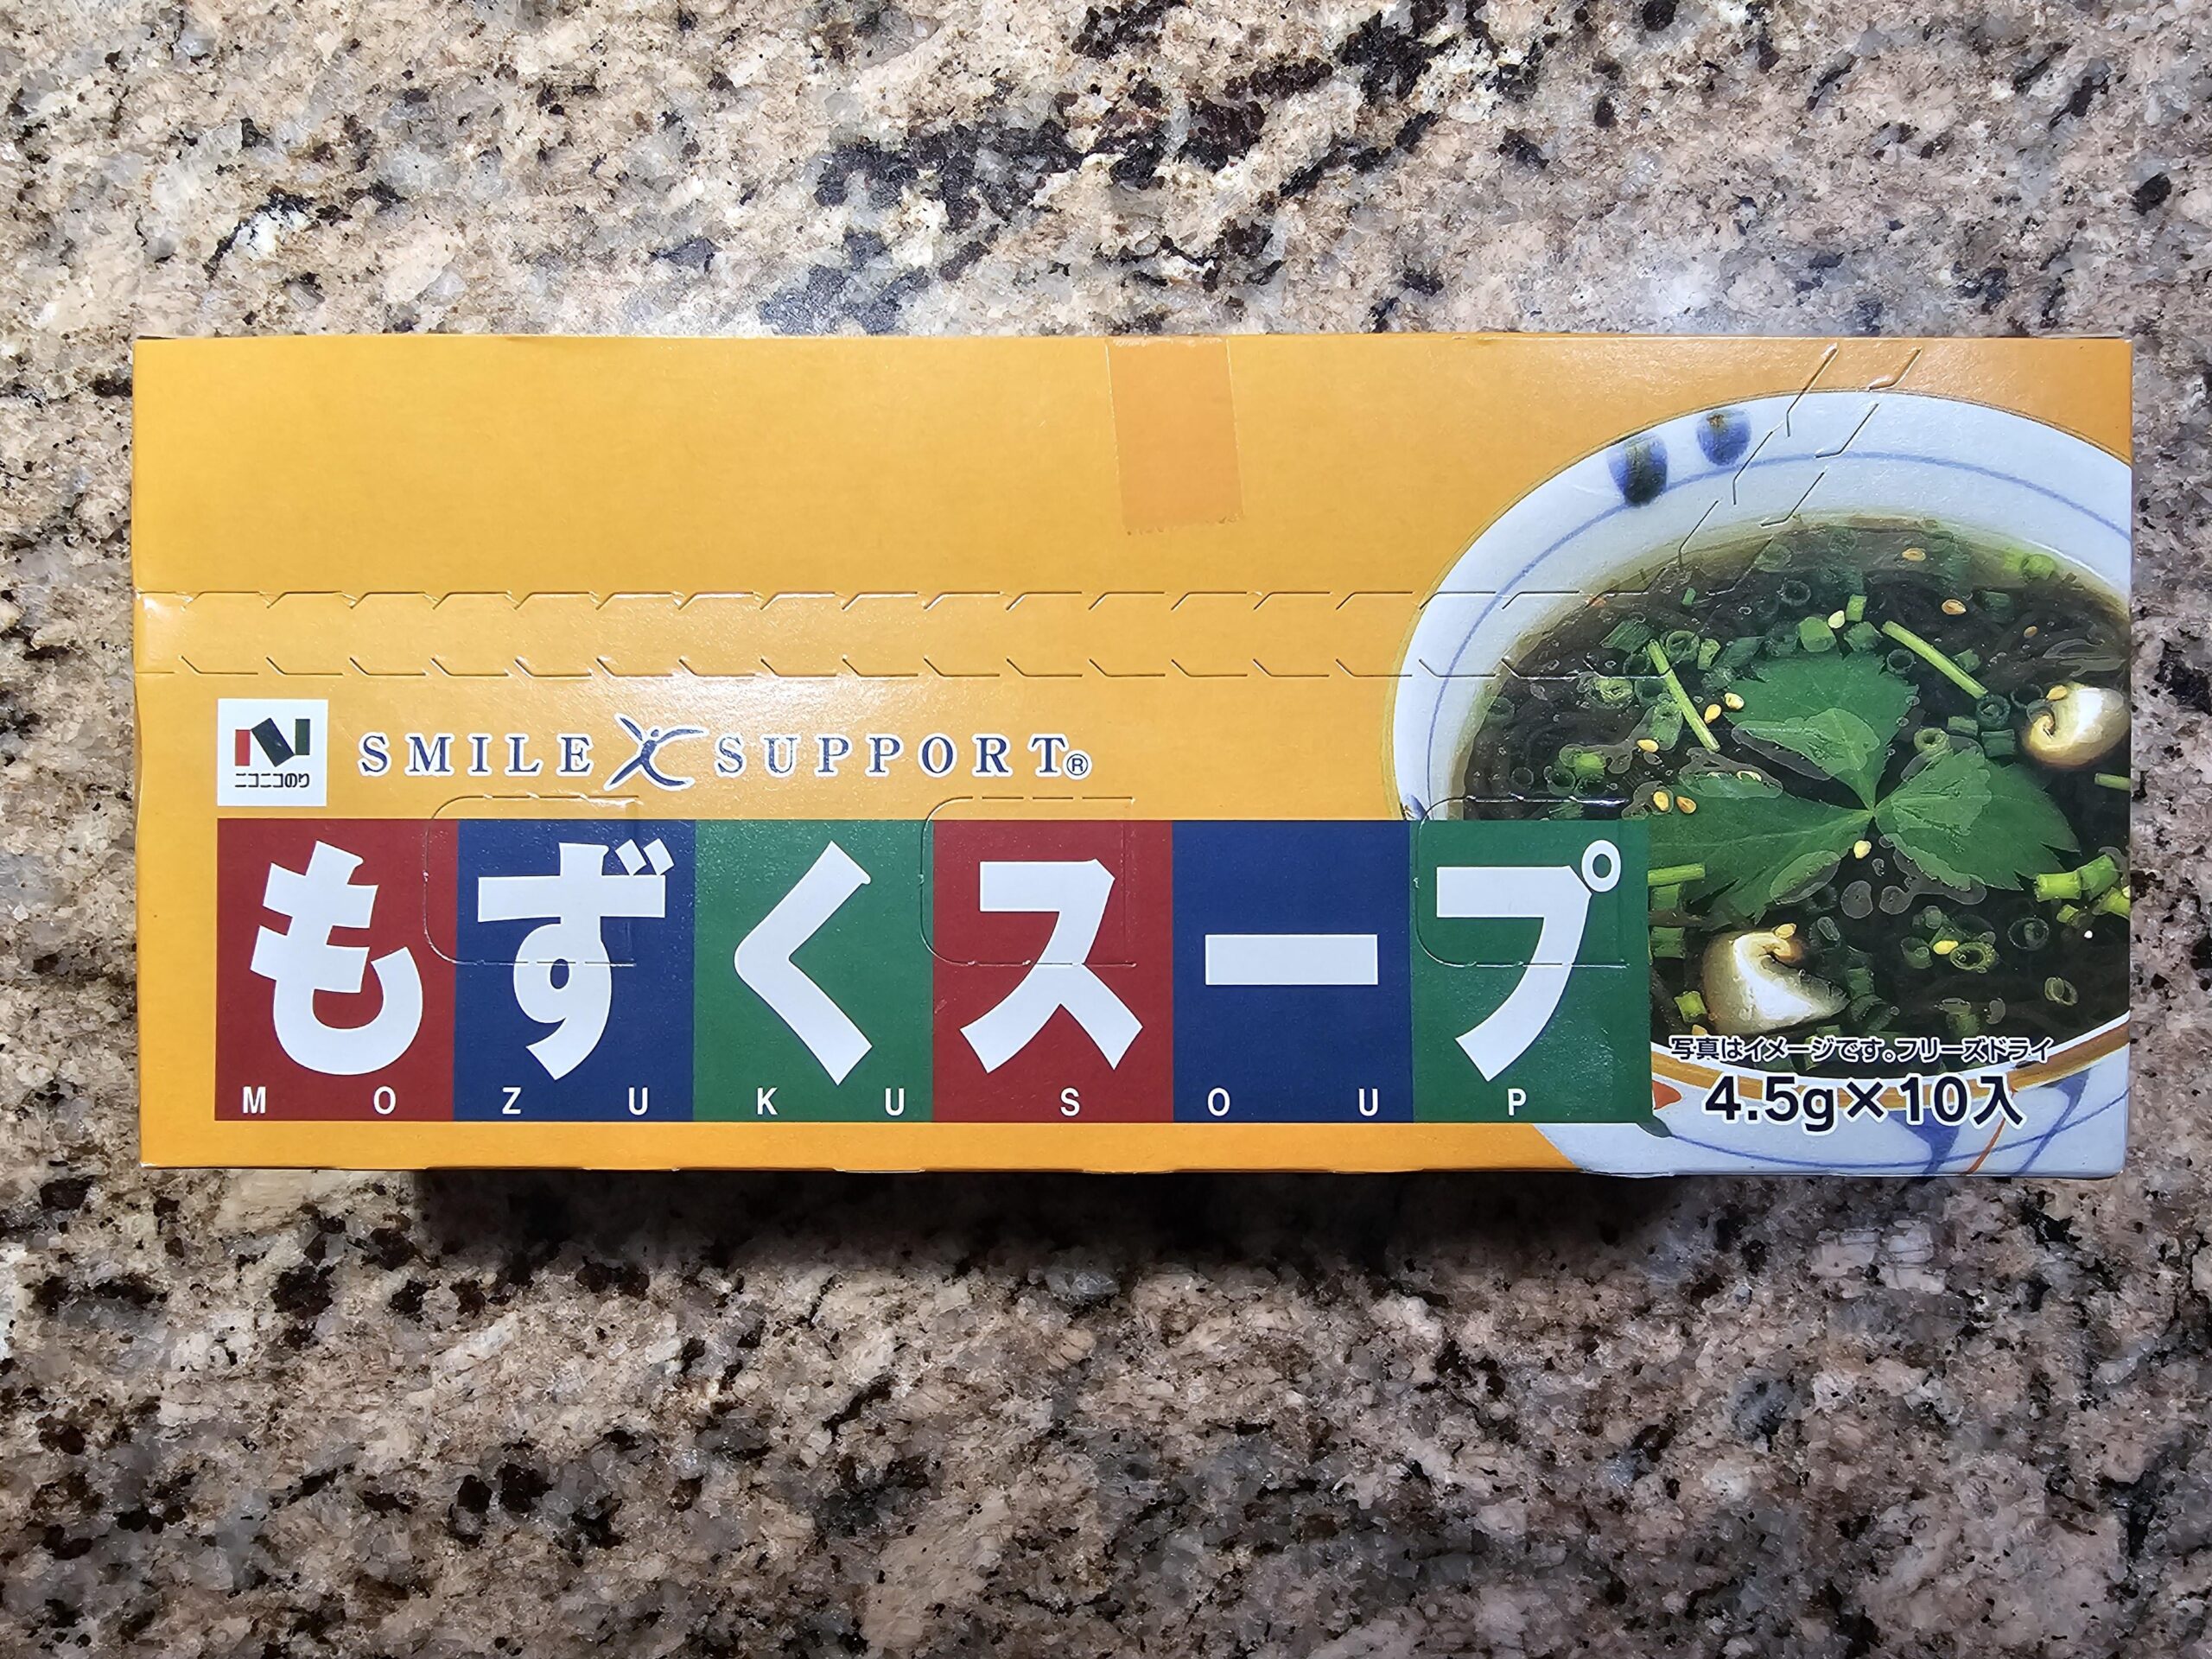 ニコニコのり
SMILE SUPPORT®
もずくスープ
MOZUKU SOUP
写真はイメージです。フリーズドライ
4.5g×10入